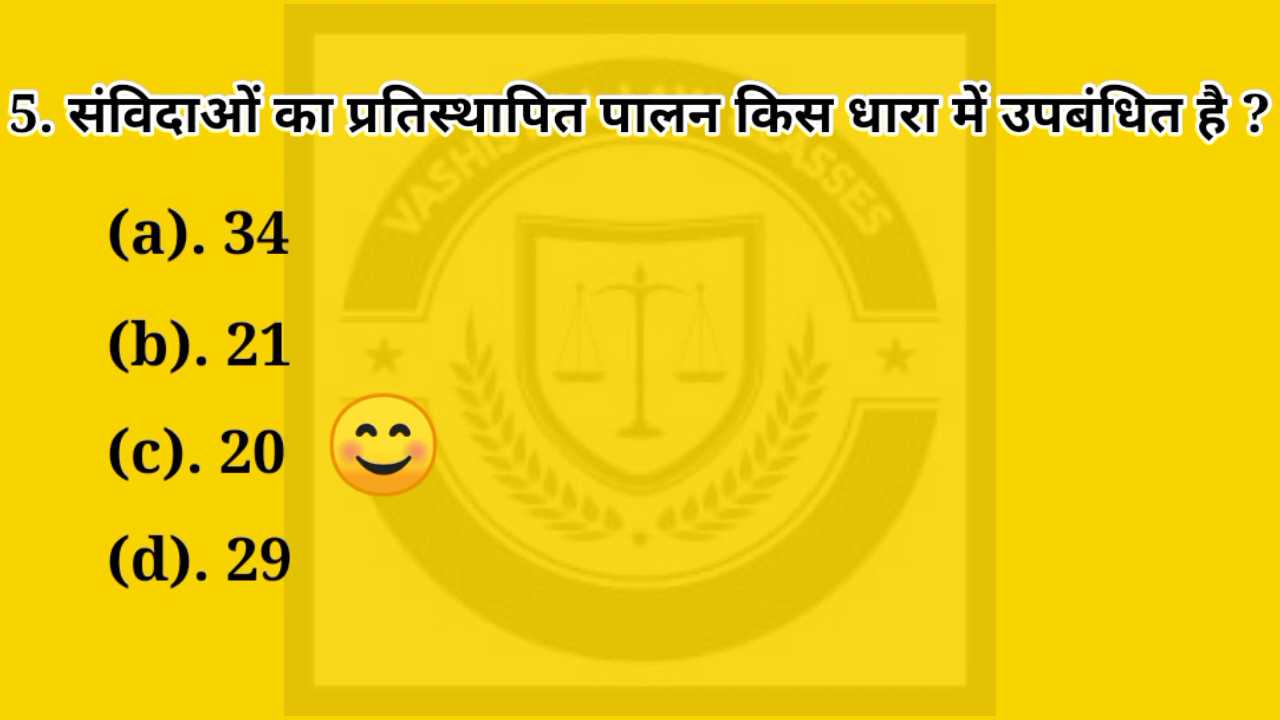 5. संविदाओं का प्रतिस्थापित पालन किस धारा में उपबंधित है ?
(a). 34
(b). 21
(c). 20
(d). 29